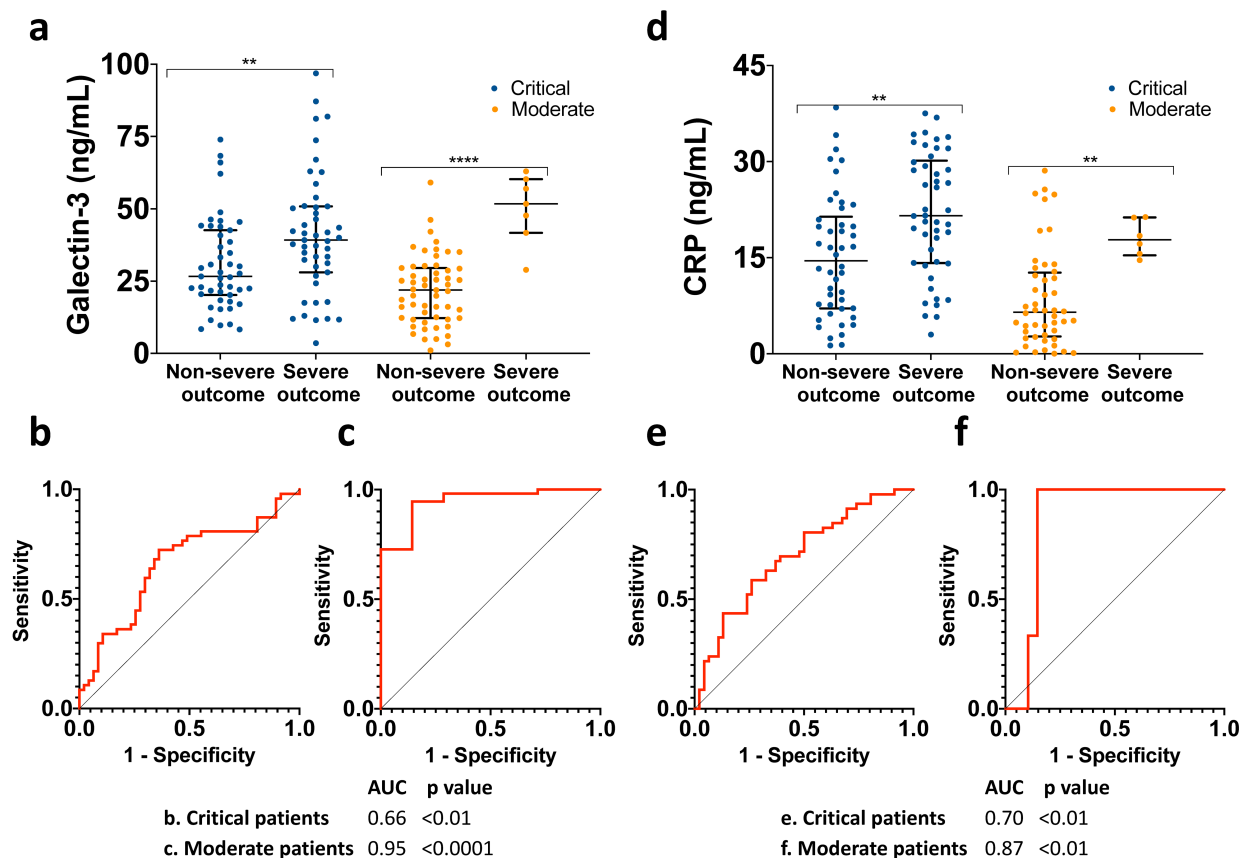 a
Galectin-3 (ng/mL)
100
75
50
25
0
**
****
Critical
Moderate
Non-severe outcome
Severe outcome
Non-severe outcome
Severe outcome
d
CRP (ng/mL)
45
30
15
0
**
**
Critical
Moderate
Non-severe outcome
Severe outcome
Non-severe outcome
Severe outcome
b
Sensitivity
1.0
0.5
0.0
0.5
1.0
1 - Specificity
c
Sensitivity
1.0
0.5
0.0
0.5
1.0
1 - Specificity
e
Sensitivity
1.0
0.5
0.0
0.5
1.0
1 - Specificity
f
Sensitivity
1.0
0.5
0.0
0.0
0.5
1.0
1 - Specificity
AUC p value
b. Critical patients 0.66 <0.01
c. Moderate patients 0.95 <0.0001
AUC p value
e. Critical patients 0.70 <0.01
f. Moderate patients 0.87 <0.01